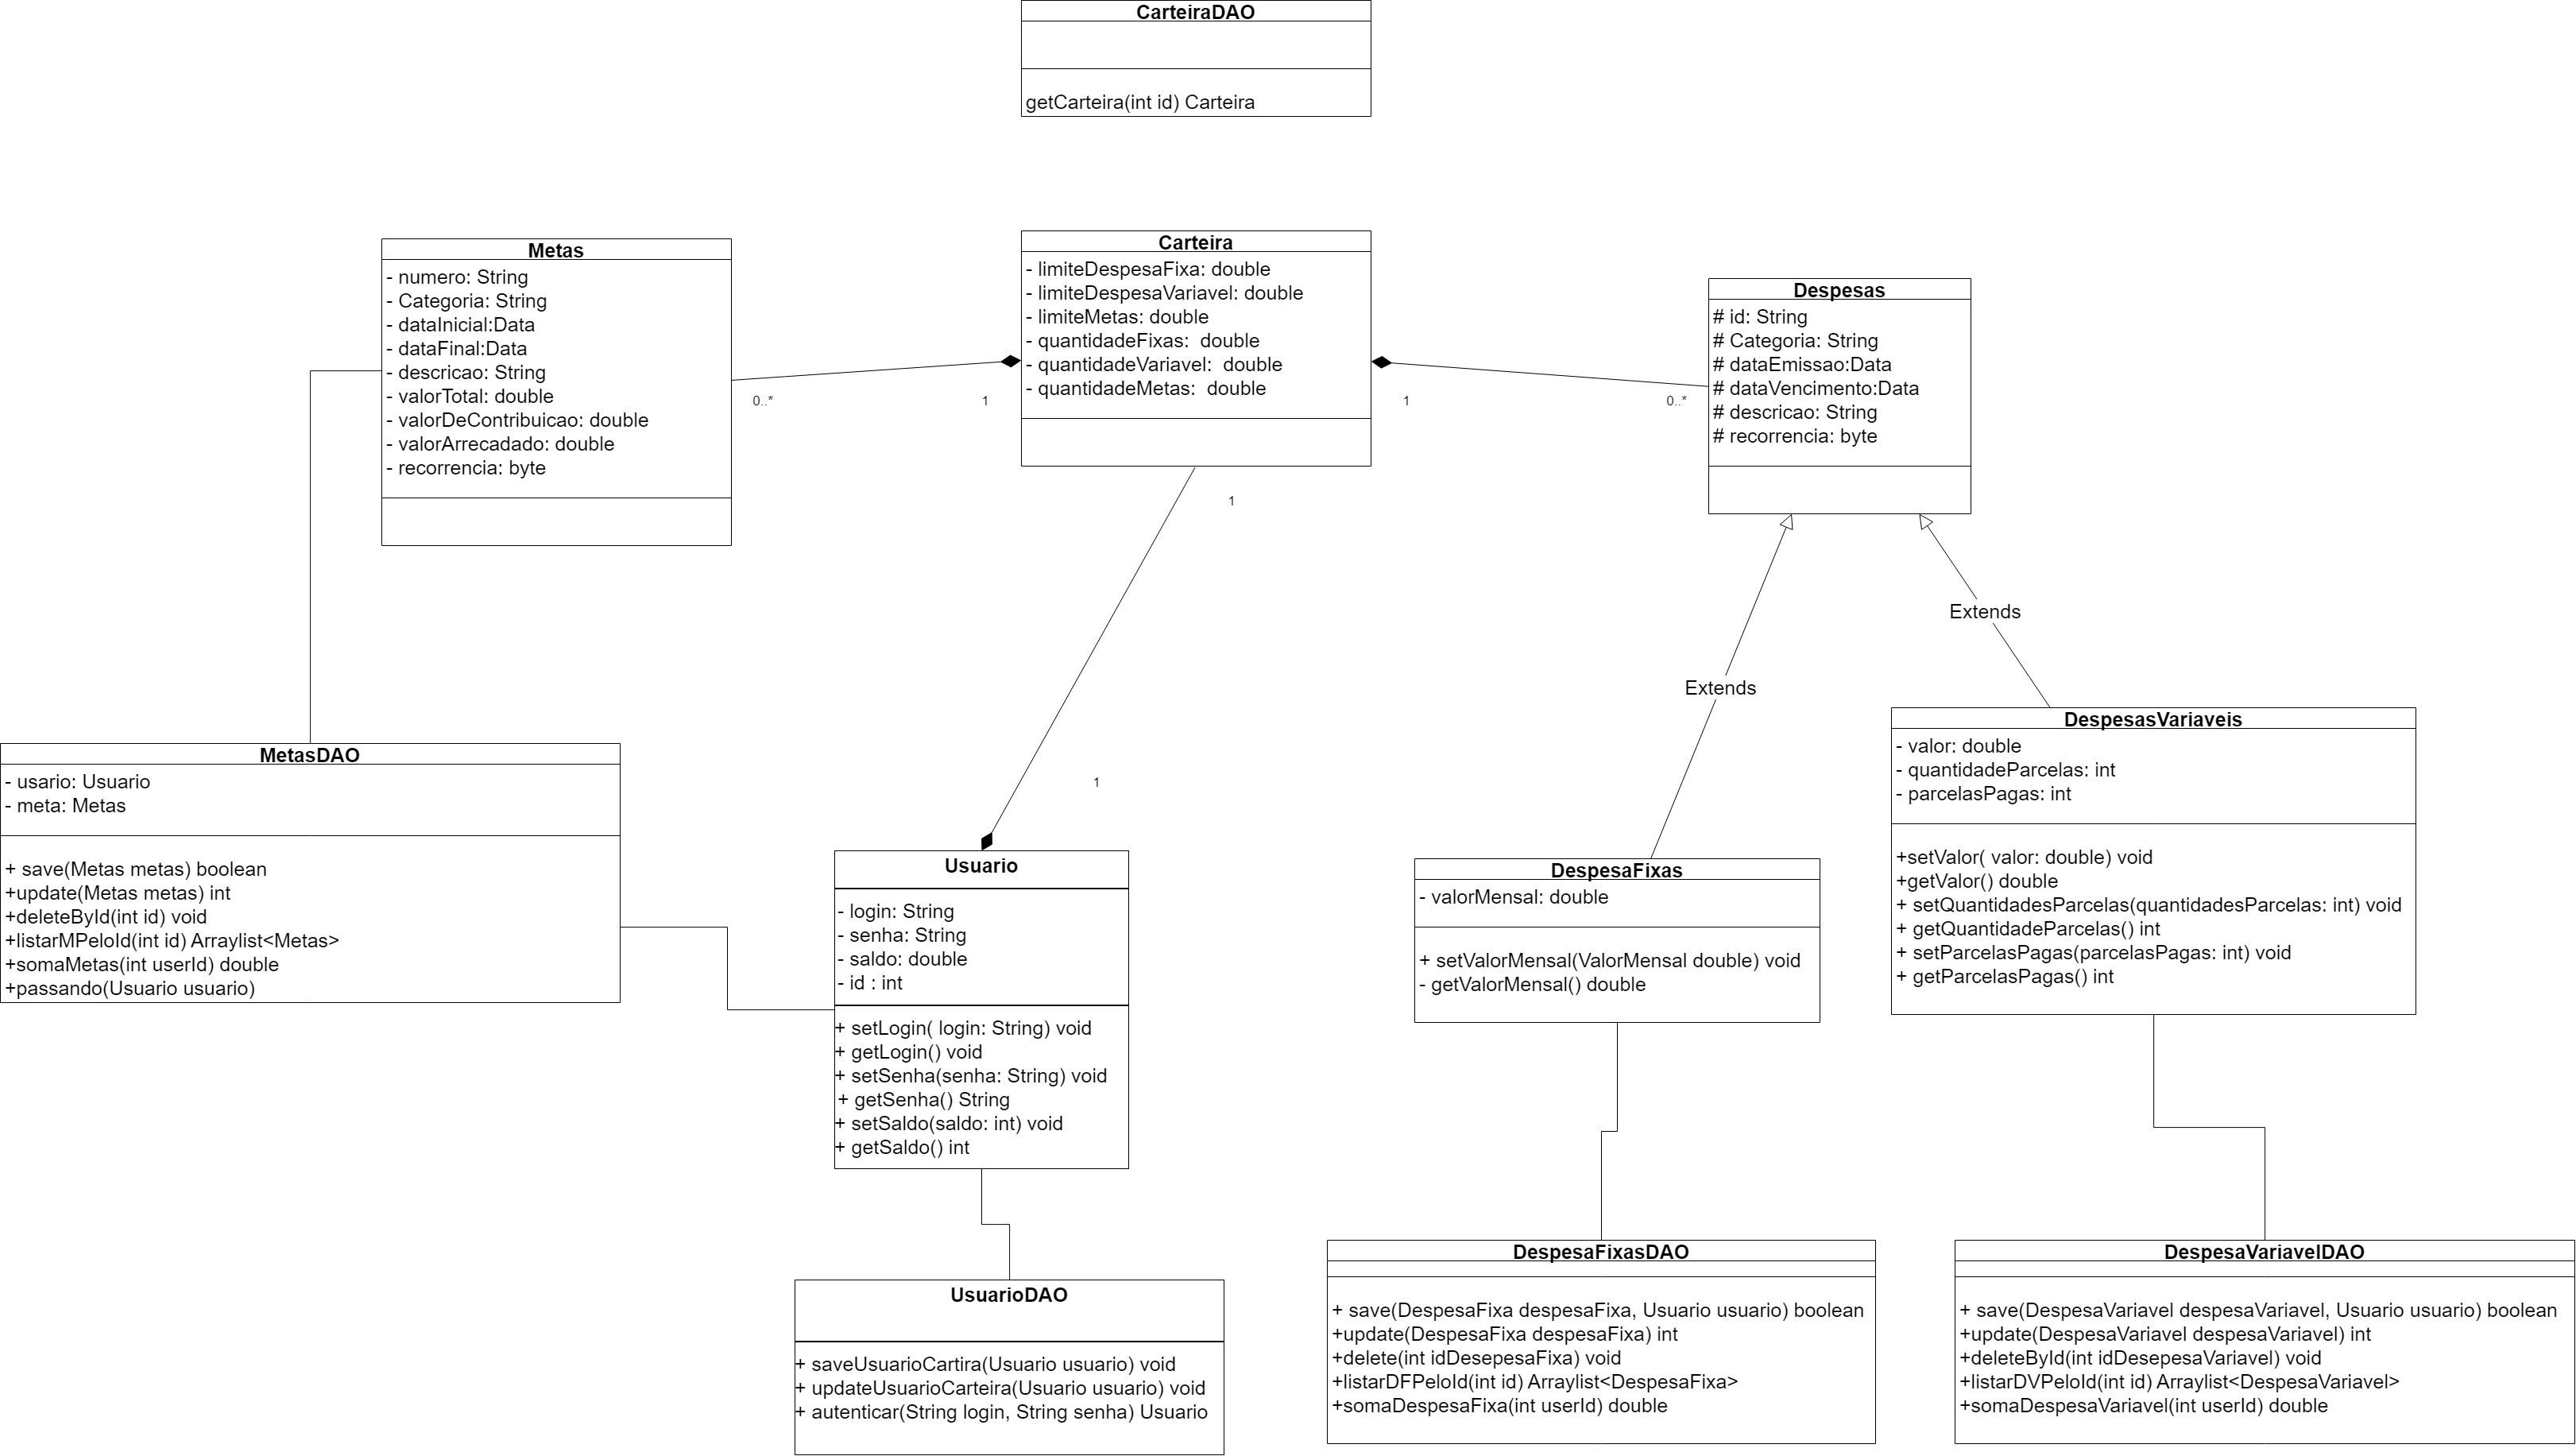 CarteiraDAO
getCarteira(int id) Carteira
Metas
- numero: String
- Categoria: String
- dataInicial:Data
- dataFinal:Data
- descricao: String
- valorTotal: double
- valorDeContribuicao: double
- valorArrecadado: double
- recorrencia: byte
0..*
1
Carteira
- limiteDespesaFixa: double
- limiteDespesaVariavel: double
- limiteMetas: double
- quantidadeFixas:  double
- quantidadeVariavel:  double
- quantidadeMetas:  double
1
0..*
Despesas
# id: String
# Categoria: String
# dataEmissao:Data
# dataVencimento:Data
# descricao: String
# recorrencia: byte
1
Extends
Extends
1
MetasDAO
- usario: Usuario
- meta: Metas
+ save(Metas metas) boolean
+update(Metas metas) int
+deleteById(int id) void
+listarMPeloId(int id) Arraylist<Metas>
+somaMetas(int userId) double
+passando(Usuario usuario)
Usuario
- login: String
- senha: String
- saldo: double
- id : int
+ setLogin( login: String) void
+ getLogin() void
+ setSenha(senha: String) void
+ getSenha() String
+ setSaldo(saldo: int) void
+ getSaldo() int
DespesaFixas
- valorMensal: double
+ setValorMensal(ValorMensal double) void
- getValorMensal() double
DespesasVariaveis
- valor: double
- quantidadeParcelas: int
- parcelasPagas: int
+setValor( valor: double) void
+getValor() double
+ setQuantidadesParcelas(quantidadesParcelas: int) void
+ getQuantidadeParcelas() int
+ setParcelasPagas(parcelasPagas: int) void
+ getParcelasPagas() int
UsuarioDAO
+ saveUsuarioCartira(Usuario usuario) void
+ updateUsuarioCarteira(Usuario usuario) void
+ autenticar(String login, String senha) Usuario
DespesaFixasDAO
+ save(DespesaFixa despesaFixa, Usuario usuario) boolean
+update(DespesaFixa despesaFixa) int
+delete(int idDesepesaFixa) void
+listarDFPeloId(int id) Arraylist<DespesaFixa>
+somaDespesaFixa(int userId) double
DespesaVariavelDAO
+ save(DespesaVariavel despesaVariavel, Usuario usuario) boolean
+update(DespesaVariavel despesaVariavel) int
+deleteById(int idDesepesaVariavel) void
+listarDVPeloId(int id) Arraylist<DespesaVariavel>
+somaDespesaVariavel(int userId) double